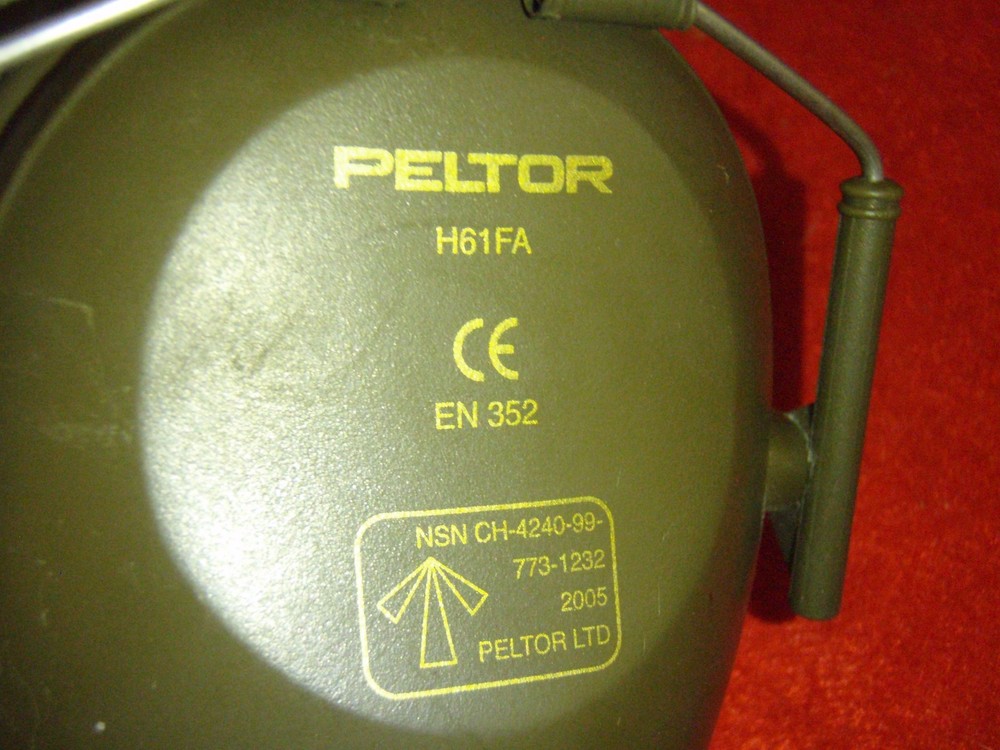 PELTOR
H61FA
CE
EN 352
NSN CH-4240-99-
773-1232
2005
PELTOR LTD